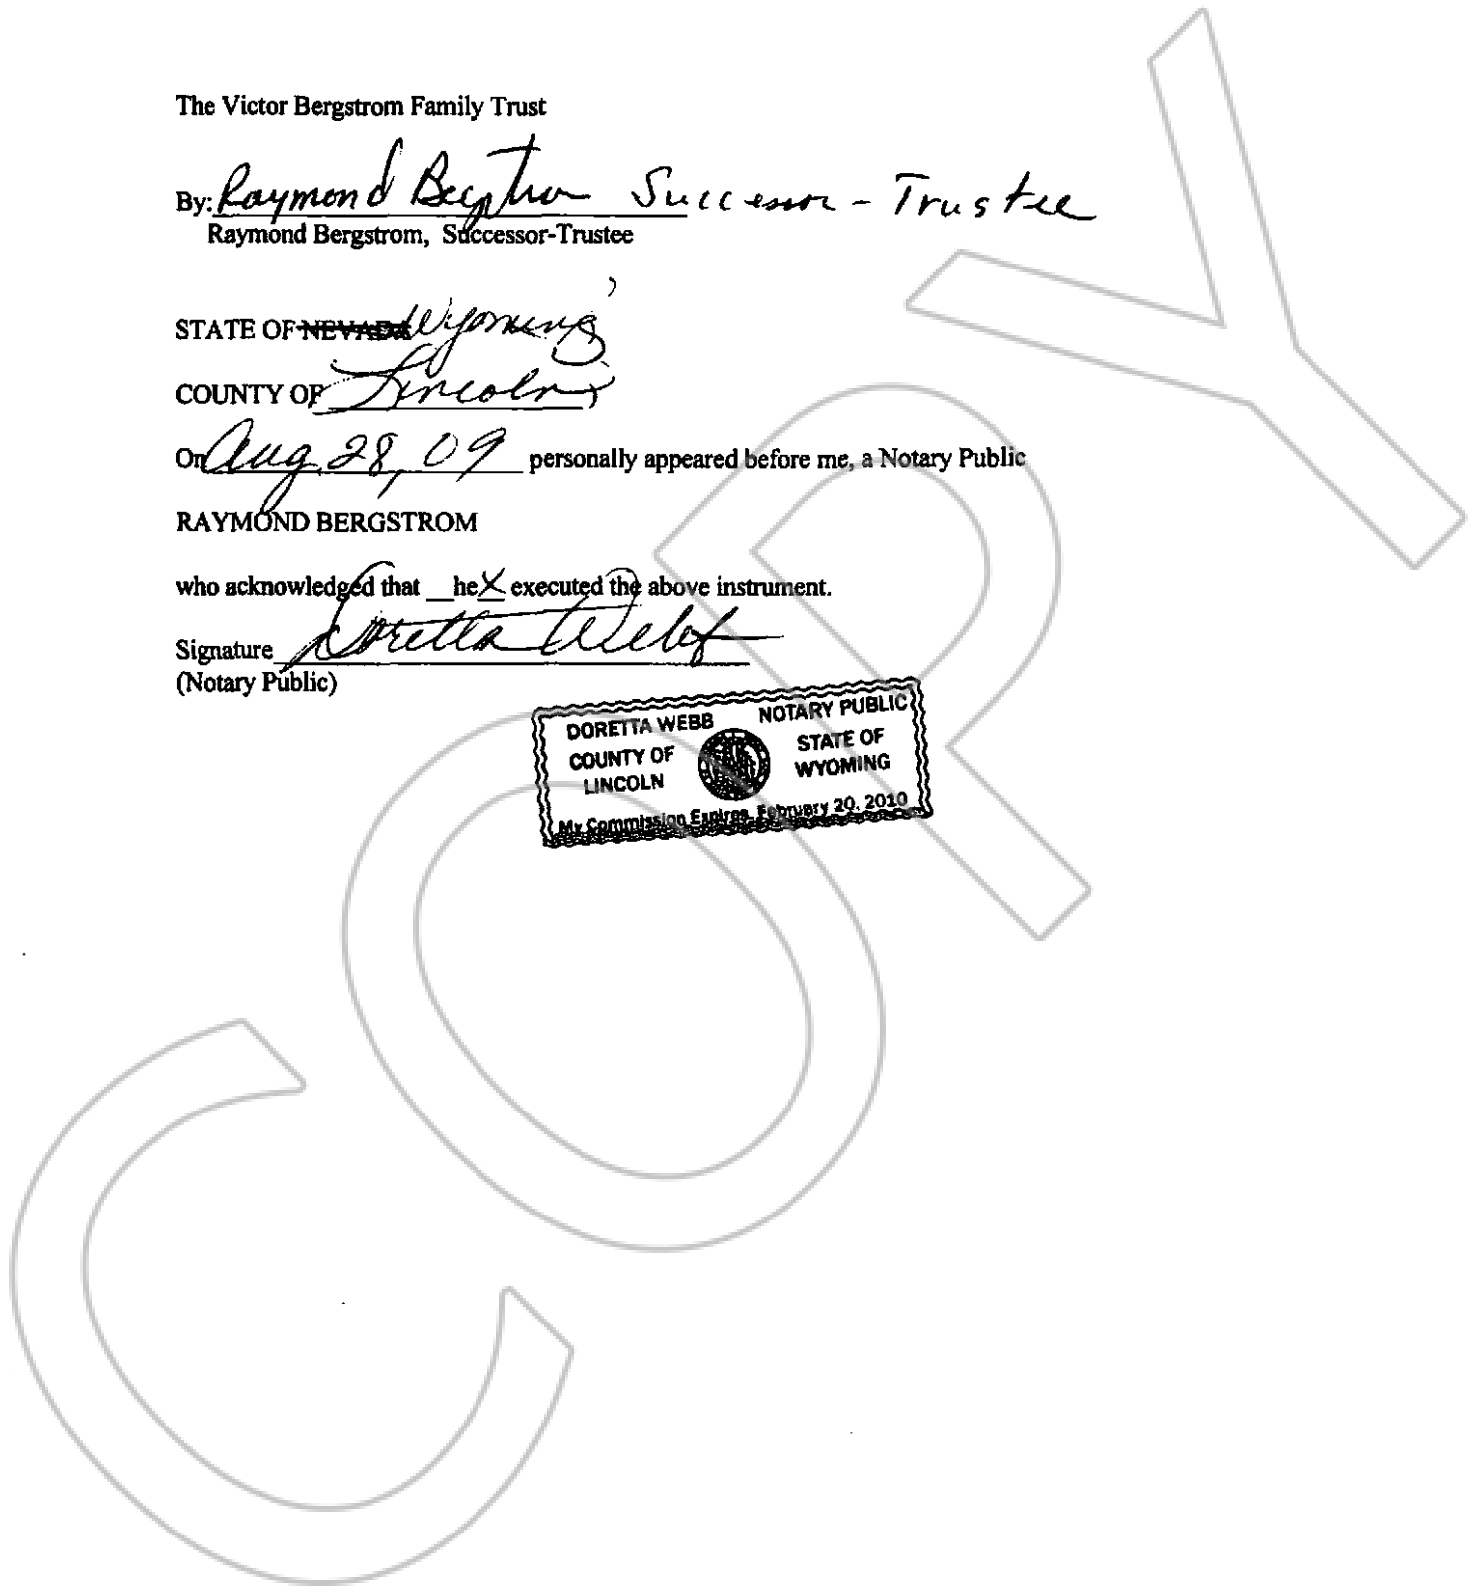 The Victor Bergstrom Family Trust
By: Raymond Bergstrom Successor - Trustee
Raymond Bergstrom, Successor-Trustee
STATE OF NEVADA Wyoming
COUNTY OF Lincoln
On Aug 28, 09 personally appeared before me, a Notary Public
RAYMOND BERGSTROM
who acknowledged that __he X executed the above instrument.
Signature Doretta Webb
(Notary Public)
DORETTA WEBB NOTARY PUBLIC
COUNTY OF LINCOLN STATE OF WYOMING
My Commission Expires February 20, 2010
COPY